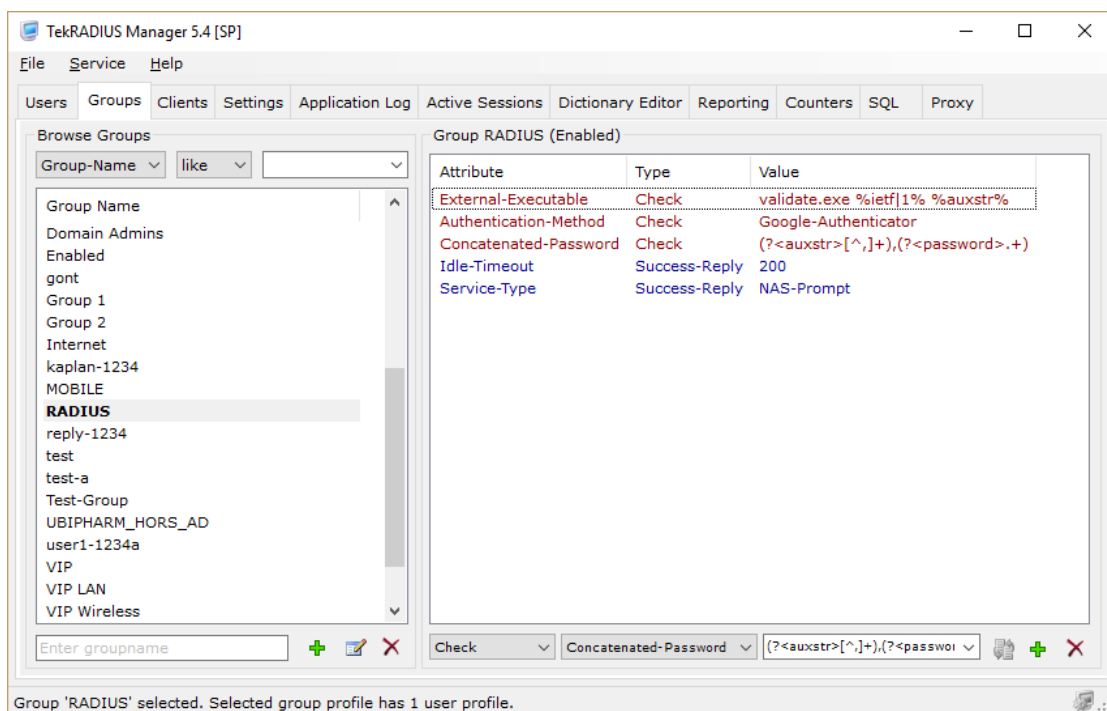 TekRADIUS Manager 5.4 [SP]
File Service Help
Users Groups Clients Settings Application Log Active Sessions Dictionary Editor Reporting Counters SQL Proxy
Browse Groups
Group-Name like
Group Name
Domain Admins
Enabled
gont
Group 1
Group 2
Internet
kaplan-1234
MOBILE
RADIUS
reply-1234
test
test-a
Test-Group
UBIPHARM_HORS_AD
user1-1234a
VIP
VIP LAN
VIP Wireless
Enter groupname
Group RADIUS (Enabled)
Attribute Type Value
External-Executable Check validate.exe %ietf|1% %auxstr%
Authentication-Method Check Google-Authenticator
Concatenated-Password Check (?<auxstr>[^,]+),(?<password>.+)
Idle-Timeout Success-Reply 200
Service-Type Success-Reply NAS-Prompt
Check Concatenated-Password (?<auxstr>[^,]+),(?<passwor
Group 'RADIUS' selected. Selected group profile has 1 user profile.